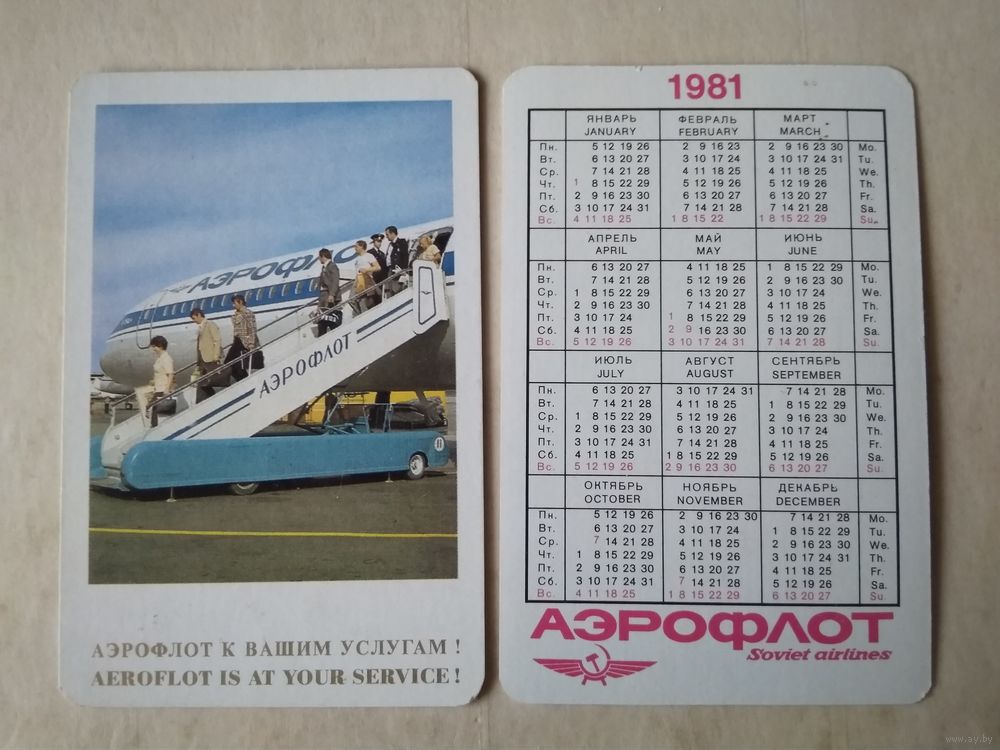 АЭРОФЛОТ
АЭРОФЛОТ
11
АЭРОФЛОТ К ВАШИМ УСЛУГАМ!
AEROFLOT IS AT YOUR SERVICE!
1981
ЯНВАРЬ ФЕВРАЛЬ МАРТ
JANUARY FEBRUARY MARCH
Пн. 5 12 19 26 2 9 16 23 2 9 16 23 30 Mo.
Вт. 6 13 20 27 3 10 17 24 3 10 17 24 31 Tu.
Ср. 7 14 21 28 4 11 18 25 4 11 18 25 We.
Чт. 1 8 15 22 29 5 12 19 26 5 12 19 26 Th.
Пт. 2 9 16 23 30 6 13 20 27 6 13 20 27 Fr.
Сб. 3 10 17 24 31 7 14 21 28 7 14 21 28 Sa.
Вс. 4 11 18 25 1 8 15 22 1 8 15 22 29 Su.
АПРЕЛЬ МАЙ ИЮНЬ
APRIL MAY JUNE
Пн. 6 13 20 27 4 11 18 25 1 8 15 22 29 Mo.
Вт. 7 14 21 28 5 12 19 26 2 9 16 23 30 Tu.
Ср. 1 8 15 22 29 6 13 20 27 3 10 17 24 We.
Чт. 2 9 16 23 30 7 14 21 28 4 11 18 25 Th.
Пт. 3 10 17 24 1 8 15 22 29 5 12 19 26 Fr.
Сб. 4 11 18 25 2 9 16 23 30 6 13 20 27 Sa.
Вс. 5 12 19 26 3 10 17 24 31 7 14 21 28 Su.
ИЮЛЬ АВГУСТ СЕНТЯБРЬ
JULY AUGUST SEPTEMBER
Пн. 6 13 20 27 3 10 17 24 31 7 14 21 28 Mo.
Вт. 7 14 21 28 4 11 18 25 1 8 15 22 29 Tu.
Ср. 1 8 15 22 29 5 12 19 26 2 9 16 23 30 We.
Чт. 2 9 16 23 30 6 13 20 27 3 10 17 24 Th.
Пт. 3 10 17 24 31 7 14 21 28 4 11 18 25 Fr.
Сб. 4 11 18 25 1 8 15 22 29 5 12 19 26 Sa.
Вс. 5 12 19 26 2 9 16 23 30 6 13 20 27 Su.
ОКТЯБРЬ НОЯБРЬ ДЕКАБРЬ
OCTOBER NOVEMBER DECEMBER
Пн. 5 12 19 26 2 9 16 23 30 7 14 21 28 Mo.
Вт. 6 13 20 27 3 10 17 24 1 8 15 22 29 Tu.
Ср. 7 14 21 28 4 11 18 25 2 9 16 23 30 We.
Чт. 1 8 15 22 29 5 12 19 26 3 10 17 24 31 Th.
Пт. 2 9 16 23 30 6 13 20 27 4 11 18 25 Fr.
Сб. 3 10 17 24 31 7 14 21 28 5 12 19 26 Sa.
Вс. 4 11 18 25 1 8 15 22 29 6 13 20 27 Su.
АЭРОФЛОТ
Soviet airlines
www.ay.by